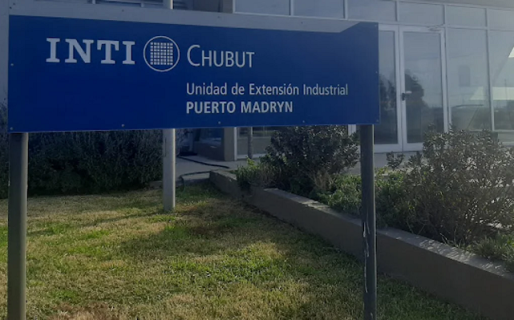 INTI CHUBUT
Unidad de Extensión Industrial
PUERTO MADRYN